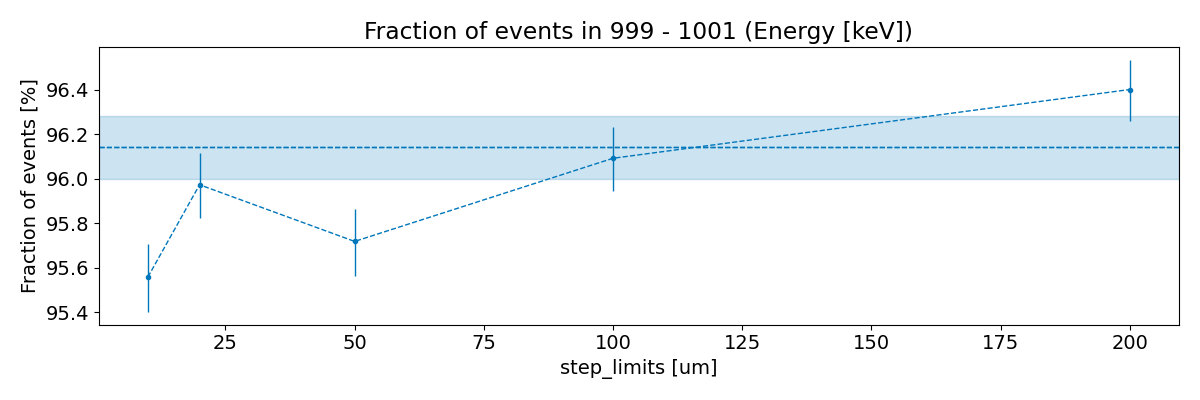 Fraction of events in 999 - 1001 (Energy [keV])
Fraction of events [%]
96.4
96.2
96.0
95.8
95.6
95.4
25 50 75 100 125 150 175 200
step_limits [um]